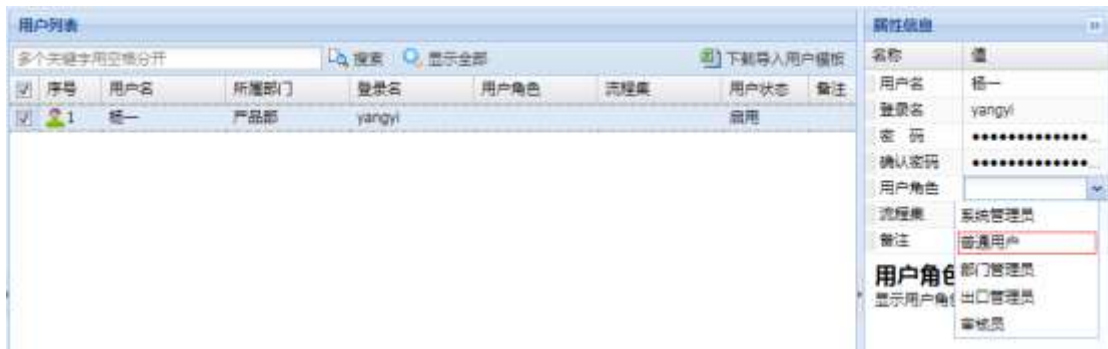 用户列表
多个关键字用空格分开 搜索 显示全部 下载导入用户模板
序号 用户名 所属部门 登录名 用户角色 流程集 用户状态 备注
1 杨一 产品部 yangyi 启用
属性信息
名称 值
用户名 杨一
登录名 yangyi
密 码 ●●●●●●●●●●●●●...
确认密码 ●●●●●●●●●●●●●...
用户角色
流程集
备注
系统管理员
普通用户
部门管理员
出口管理员
审核员
用户角色
显示用户角